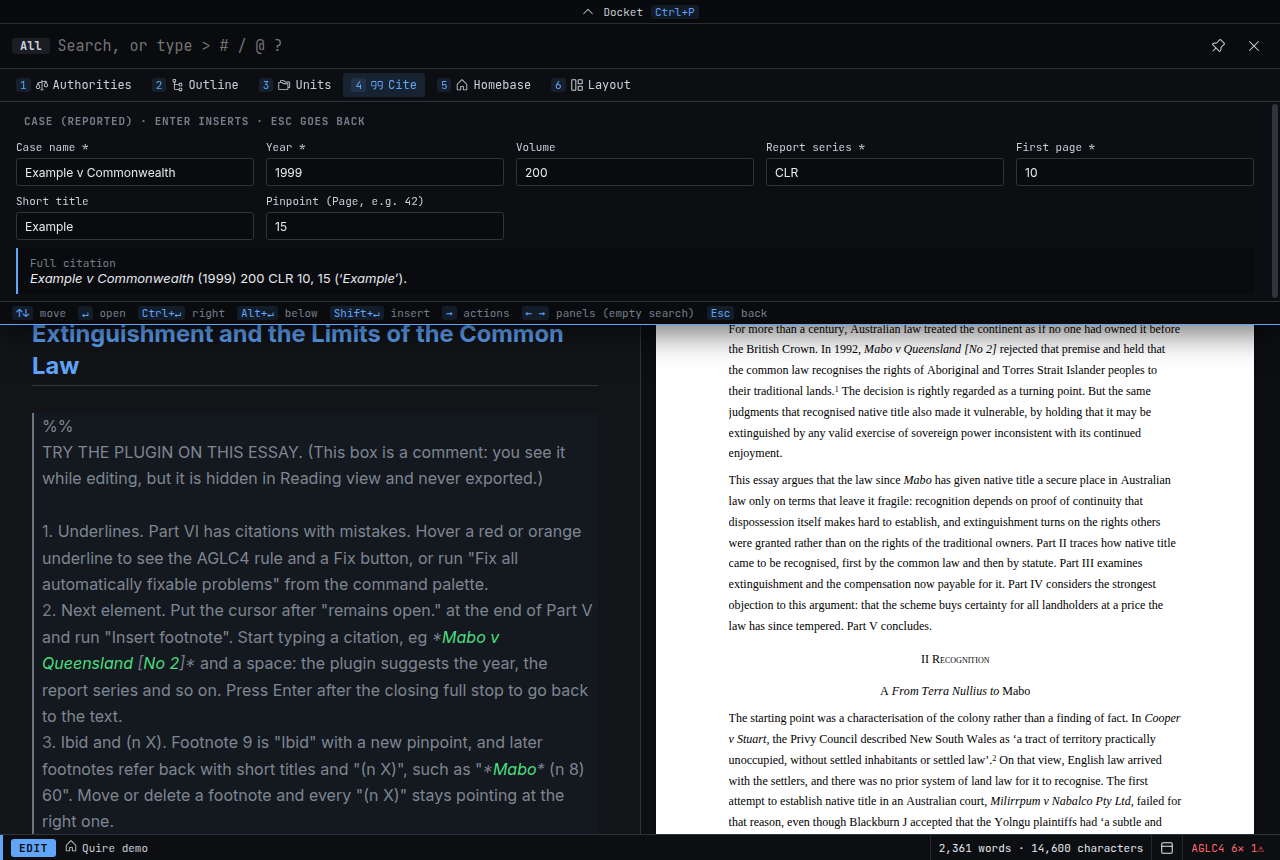 Docket Ctrl+P
All Search, or type > # / @ ?
1 Authorities 2 Outline 3 Units 4 Cite 5 Homebase 6 Layout
CASE (REPORTED) · ENTER INSERTS · ESC GOES BACK
Case name * Year * Volume Report series * First page *
Example v Commonwealth 1999 200 CLR 10
Short title Pinpoint (Page, e.g. 42)
Example 15
Full citation
Example v Commonwealth (1999) 200 CLR 10, 15 (‘Example’).
↑↓ move ↵ open Ctrl+↵ right Alt+↵ below Shift+↵ insert → actions ← → panels (empty search) Esc back
Extinguishment and the Limits of the Common
Law
%%
TRY THE PLUGIN ON THIS ESSAY. (This box is a comment: you see it
while editing, but it is hidden in Reading view and never exported.)
1. Underlines. Part VI has citations with mistakes. Hover a red or orange
underline to see the AGLC4 rule and a Fix button, or run "Fix all
automatically fixable problems" from the command palette.
2. Next element. Put the cursor after "remains open." at the end of Part V
and run "Insert footnote". Start typing a citation, eg *Mabo v
Queensland [No 2]* and a space: the plugin suggests the year, the
report series and so on. Press Enter after the closing full stop to go back
to the text.
3. Ibid and (n X). Footnote 9 is "Ibid" with a new pinpoint, and later
footnotes refer back with short titles and "(n X)", such as "*Mabo* (n 8)
60". Move or delete a footnote and every "(n X)" stays pointing at the
right one.
For more than a century, Australian law treated the continent as if no one had owned it before
the British Crown. In 1992, Mabo v Queensland [No 2] rejected that premise and held that
the common law recognises the rights of Aboriginal and Torres Strait Islander peoples to
their traditional lands.1 The decision is rightly regarded as a turning point. But the same
judgments that recognised native title also made it vulnerable, by holding that it may be
extinguished by any valid exercise of sovereign power inconsistent with its continued
enjoyment.
This essay argues that the law since Mabo has given native title a secure place in Australian
law only on terms that leave it fragile: recognition depends on proof of continuity that
dispossession itself makes hard to establish, and extinguishment turns on the rights others
were granted rather than on the rights of the traditional owners. Part II traces how native title
came to be recognised, first by the common law and then by statute. Part III examines
extinguishment and the compensation now payable for it. Part IV considers the strongest
objection to this argument: that the scheme buys certainty for all landholders at a price the
law has since tempered. Part V concludes.
II Recognition
A From Terra Nullius to Mabo
The starting point was a characterisation of the colony rather than a finding of fact. In Cooper
v Stuart, the Privy Council described New South Wales as ‘a tract of territory practically
unoccupied, without settled inhabitants or settled law’.2 On that view, English law arrived
with the settlers, and there was no prior system of land law for it to recognise. The first
attempt to establish native title in an Australian court, Milirrpum v Nabalco Pty Ltd, failed for
that reason, even though Blackburn J accepted that the Yolngu plaintiffs had ‘a subtle and
EDIT Quire demo 2,361 words · 14,600 characters AGLC4 6× 1⚠